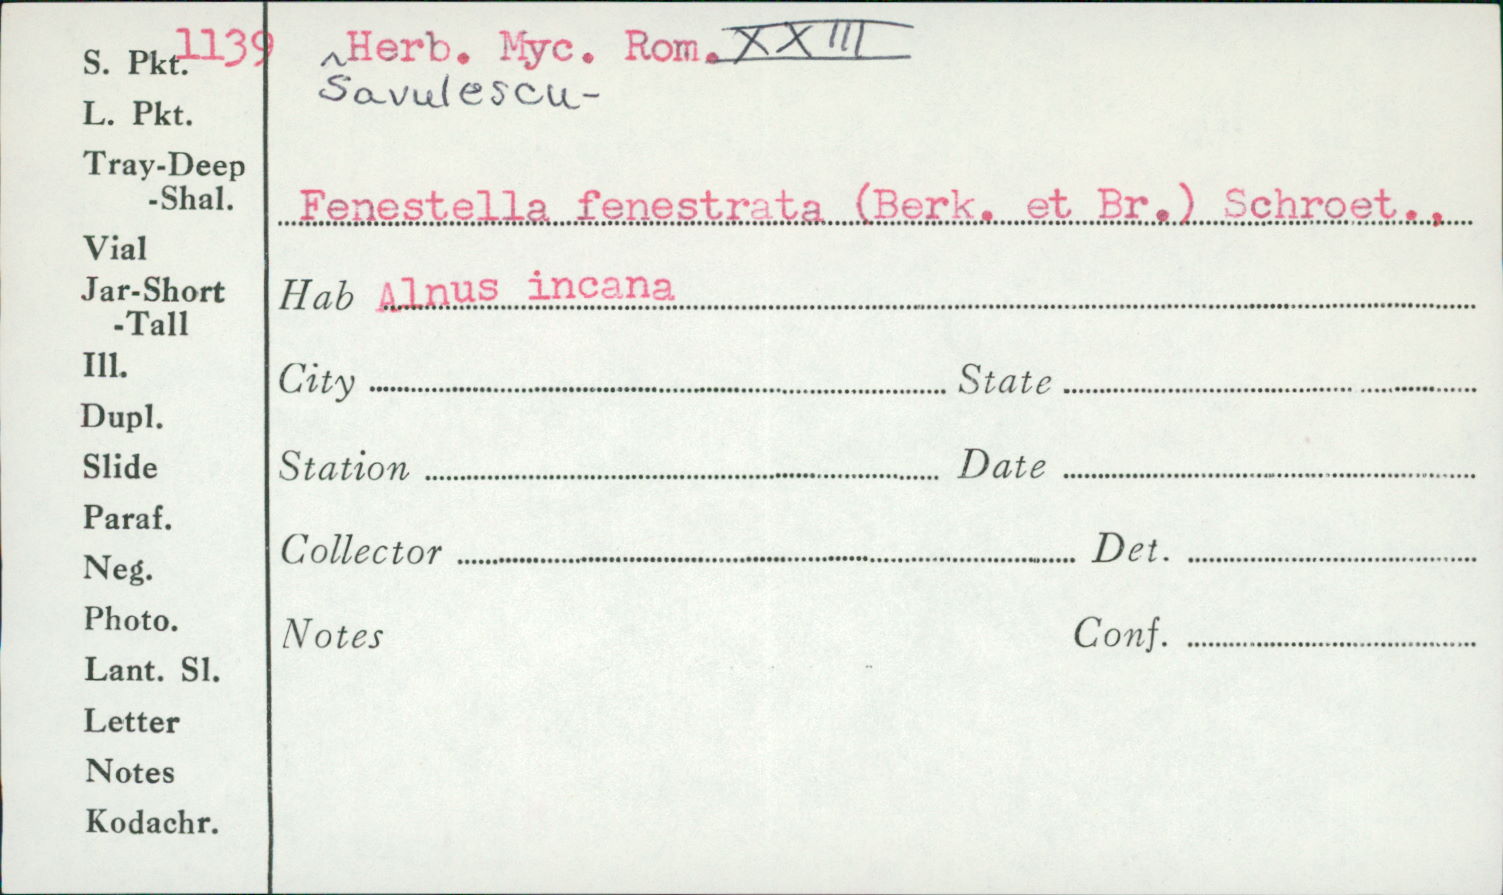 1139 ^Herb. Myc. Rom. XXIII
Savulescu-
S. Pkt.
L. Pkt.
Tray-Deep
-Shal.
Vial
Jar-Short
-Tall
Ill.
Dupl.
Slide
Paraf.
Neg.
Photo.
Lant. Sl.
Letter
Notes
Kodachr.
Fenestella fenestrata (Berk. et Br.) Schroet.,
Hab Alnus incana
City State
Station Date
Collector Det.
Notes Conf.